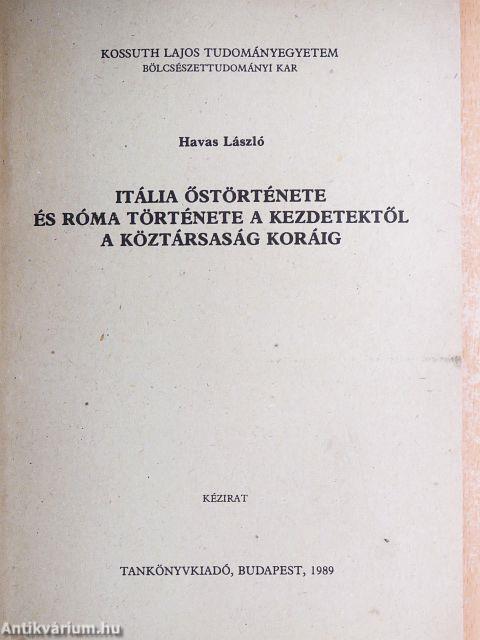 KOSSUTH LAJOS TUDOMÁNYEGYETEM
BÖLCSÉSZETTUDOMÁNYI KAR
Havas László
ITÁLIA ŐSTÖRTÉNETE
ÉS RÓMA TÖRTÉNETE A KEZDETEKTŐL
A KÖZTÁRSASÁG KORÁIG
KÉZIRAT
TANKÖNYVKIADÓ, BUDAPEST, 1989
Antikvárium.hu